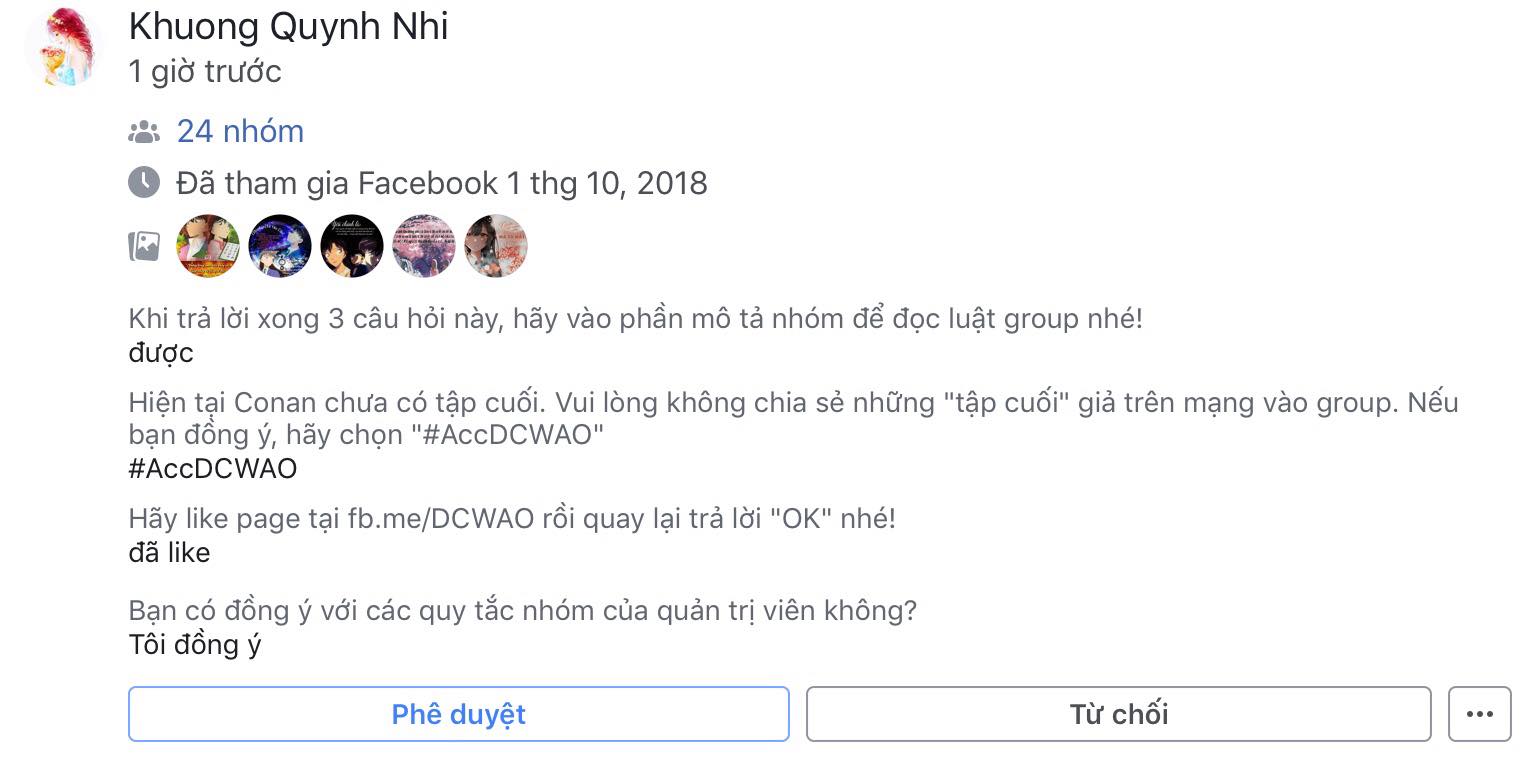 Khuong Quynh Nhi
1 giờ trước
24 nhóm
Đã tham gia Facebook 1 thg 10, 2018
Khi trả lời xong 3 câu hỏi này, hãy vào phần mô tả nhóm để đọc luật group nhé!
được
Hiện tại Conan chưa có tập cuối. Vui lòng không chia sẻ những "tập cuối" giả trên mạng vào group. Nếu
bạn đồng ý, hãy chọn "#AccDCWAO"
#AccDCWAO
Hãy like page tại fb.me/DCWAO rồi quay lại trả lời "OK" nhé!
đã like
Bạn có đồng ý với các quy tắc nhóm của quản trị viên không?
Tôi đồng ý
Phê duyệt
Từ chối